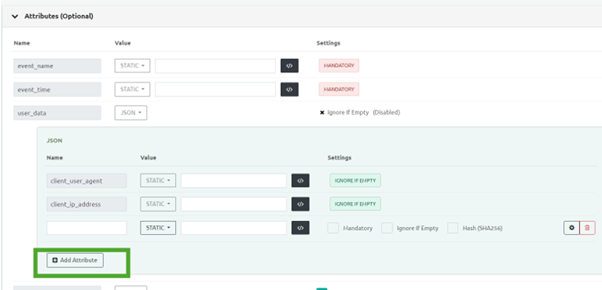 Attributes (Optional)
Name Value Settings
event_name STATIC </> MANDATORY
event_time STATIC </> MANDATORY
user_data JSON ✖ Ignore If Empty (Disabled)
JSON
Name Value Settings
client_user_agent STATIC </> IGNORE IF EMPTY
client_ip_address STATIC </> IGNORE IF EMPTY
STATIC </> Mandatory Ignore If Empty Hash (SHA256)
Add Attribute